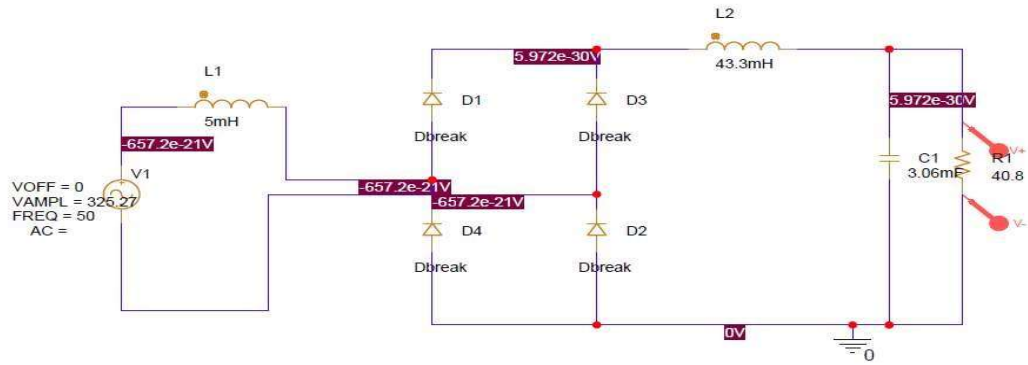 L2
5.972e-30V
43.3mH
L1
5mH
D1
D3
5.972e-30V
Dbreak
Dbreak
-657.2e-21V
V+
V1
C1
R1
3.06mF
40.8
VOFF = 0
VAMPL = 325.27
FREQ = 50
AC =
-657.2e-21V
-657.2e-21V
D4
D2
V-
Dbreak
Dbreak
0V
0